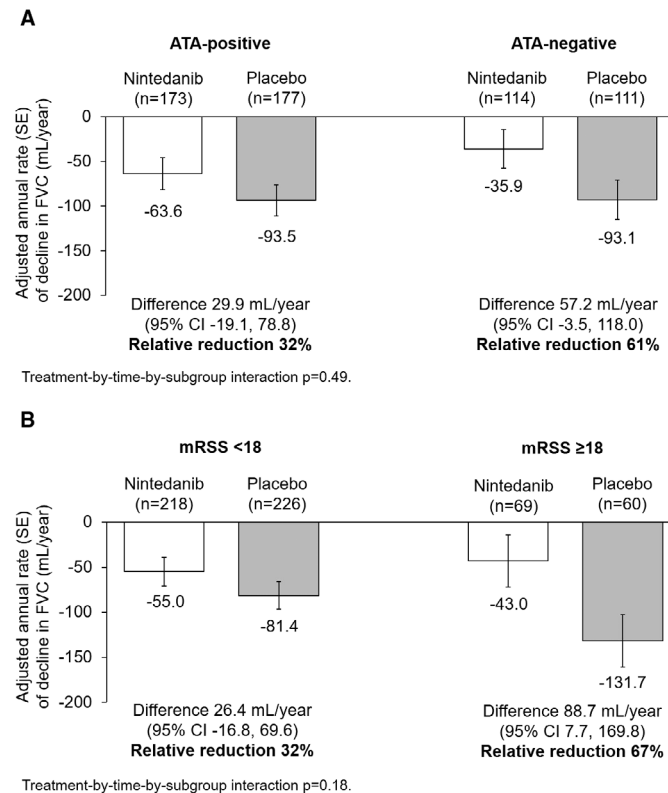 A
ATA-positive
ATA-negative
Nintedanib
(n=173)
Placebo
(n=177)
Nintedanib
(n=114)
Placebo
(n=111)
Adjusted annual rate (SE)
of decline in FVC (mL/year)
0
-50
-100
-150
-200
-63.6
-93.5
-35.9
-93.1
Difference 29.9 mL/year
(95% CI -19.1, 78.8)
Relative reduction 32%
Difference 57.2 mL/year
(95% CI -3.5, 118.0)
Relative reduction 61%
Treatment-by-time-by-subgroup interaction p=0.49.
B
mRSS <18
mRSS ≥18
Nintedanib
(n=218)
Placebo
(n=226)
Nintedanib
(n=69)
Placebo
(n=60)
Adjusted annual rate (SE)
of decline in FVC (mL/year)
0
-50
-100
-150
-200
-55.0
-81.4
-43.0
-131.7
Difference 26.4 mL/year
(95% CI -16.8, 69.6)
Relative reduction 32%
Difference 88.7 mL/year
(95% CI 7.7, 169.8)
Relative reduction 67%
Treatment-by-time-by-subgroup interaction p=0.18.